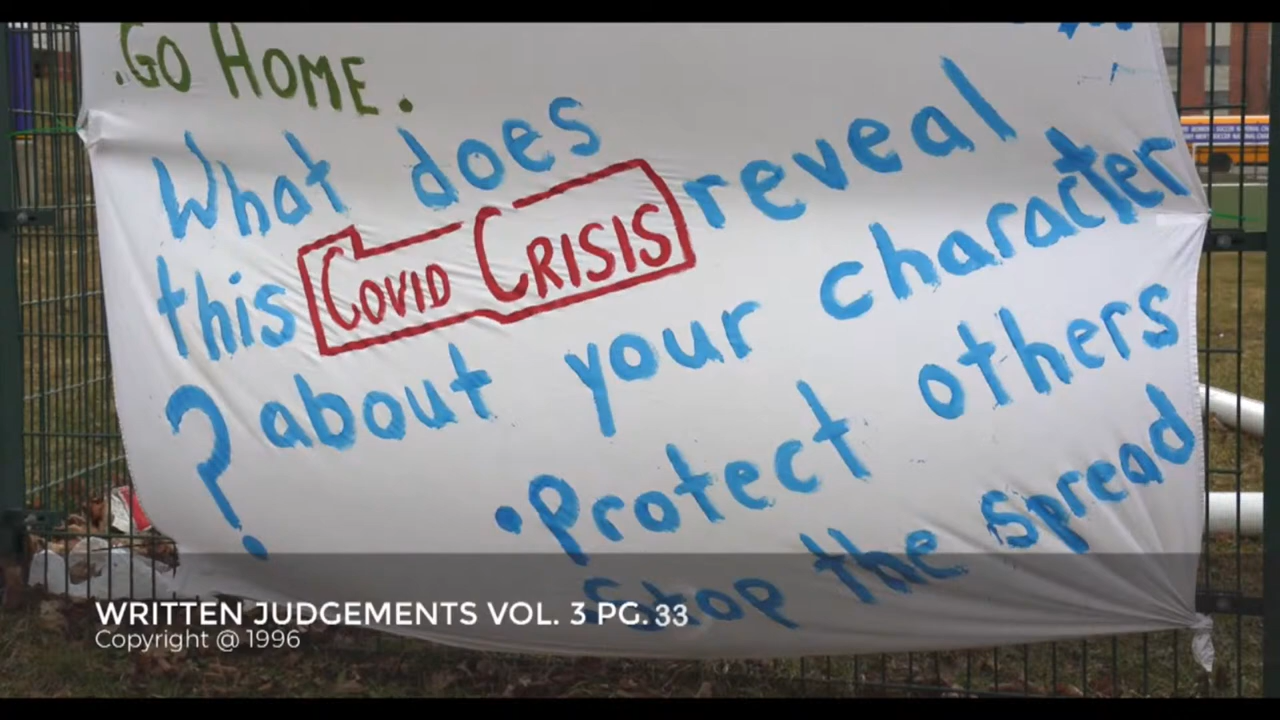 .GO HOME.
What does
this COVID CRISIS reveal
? about your character
•Protect others
Stop the spread
WRITTEN JUDGEMENTS VOL. 3 PG. 33
Copyright @ 1996